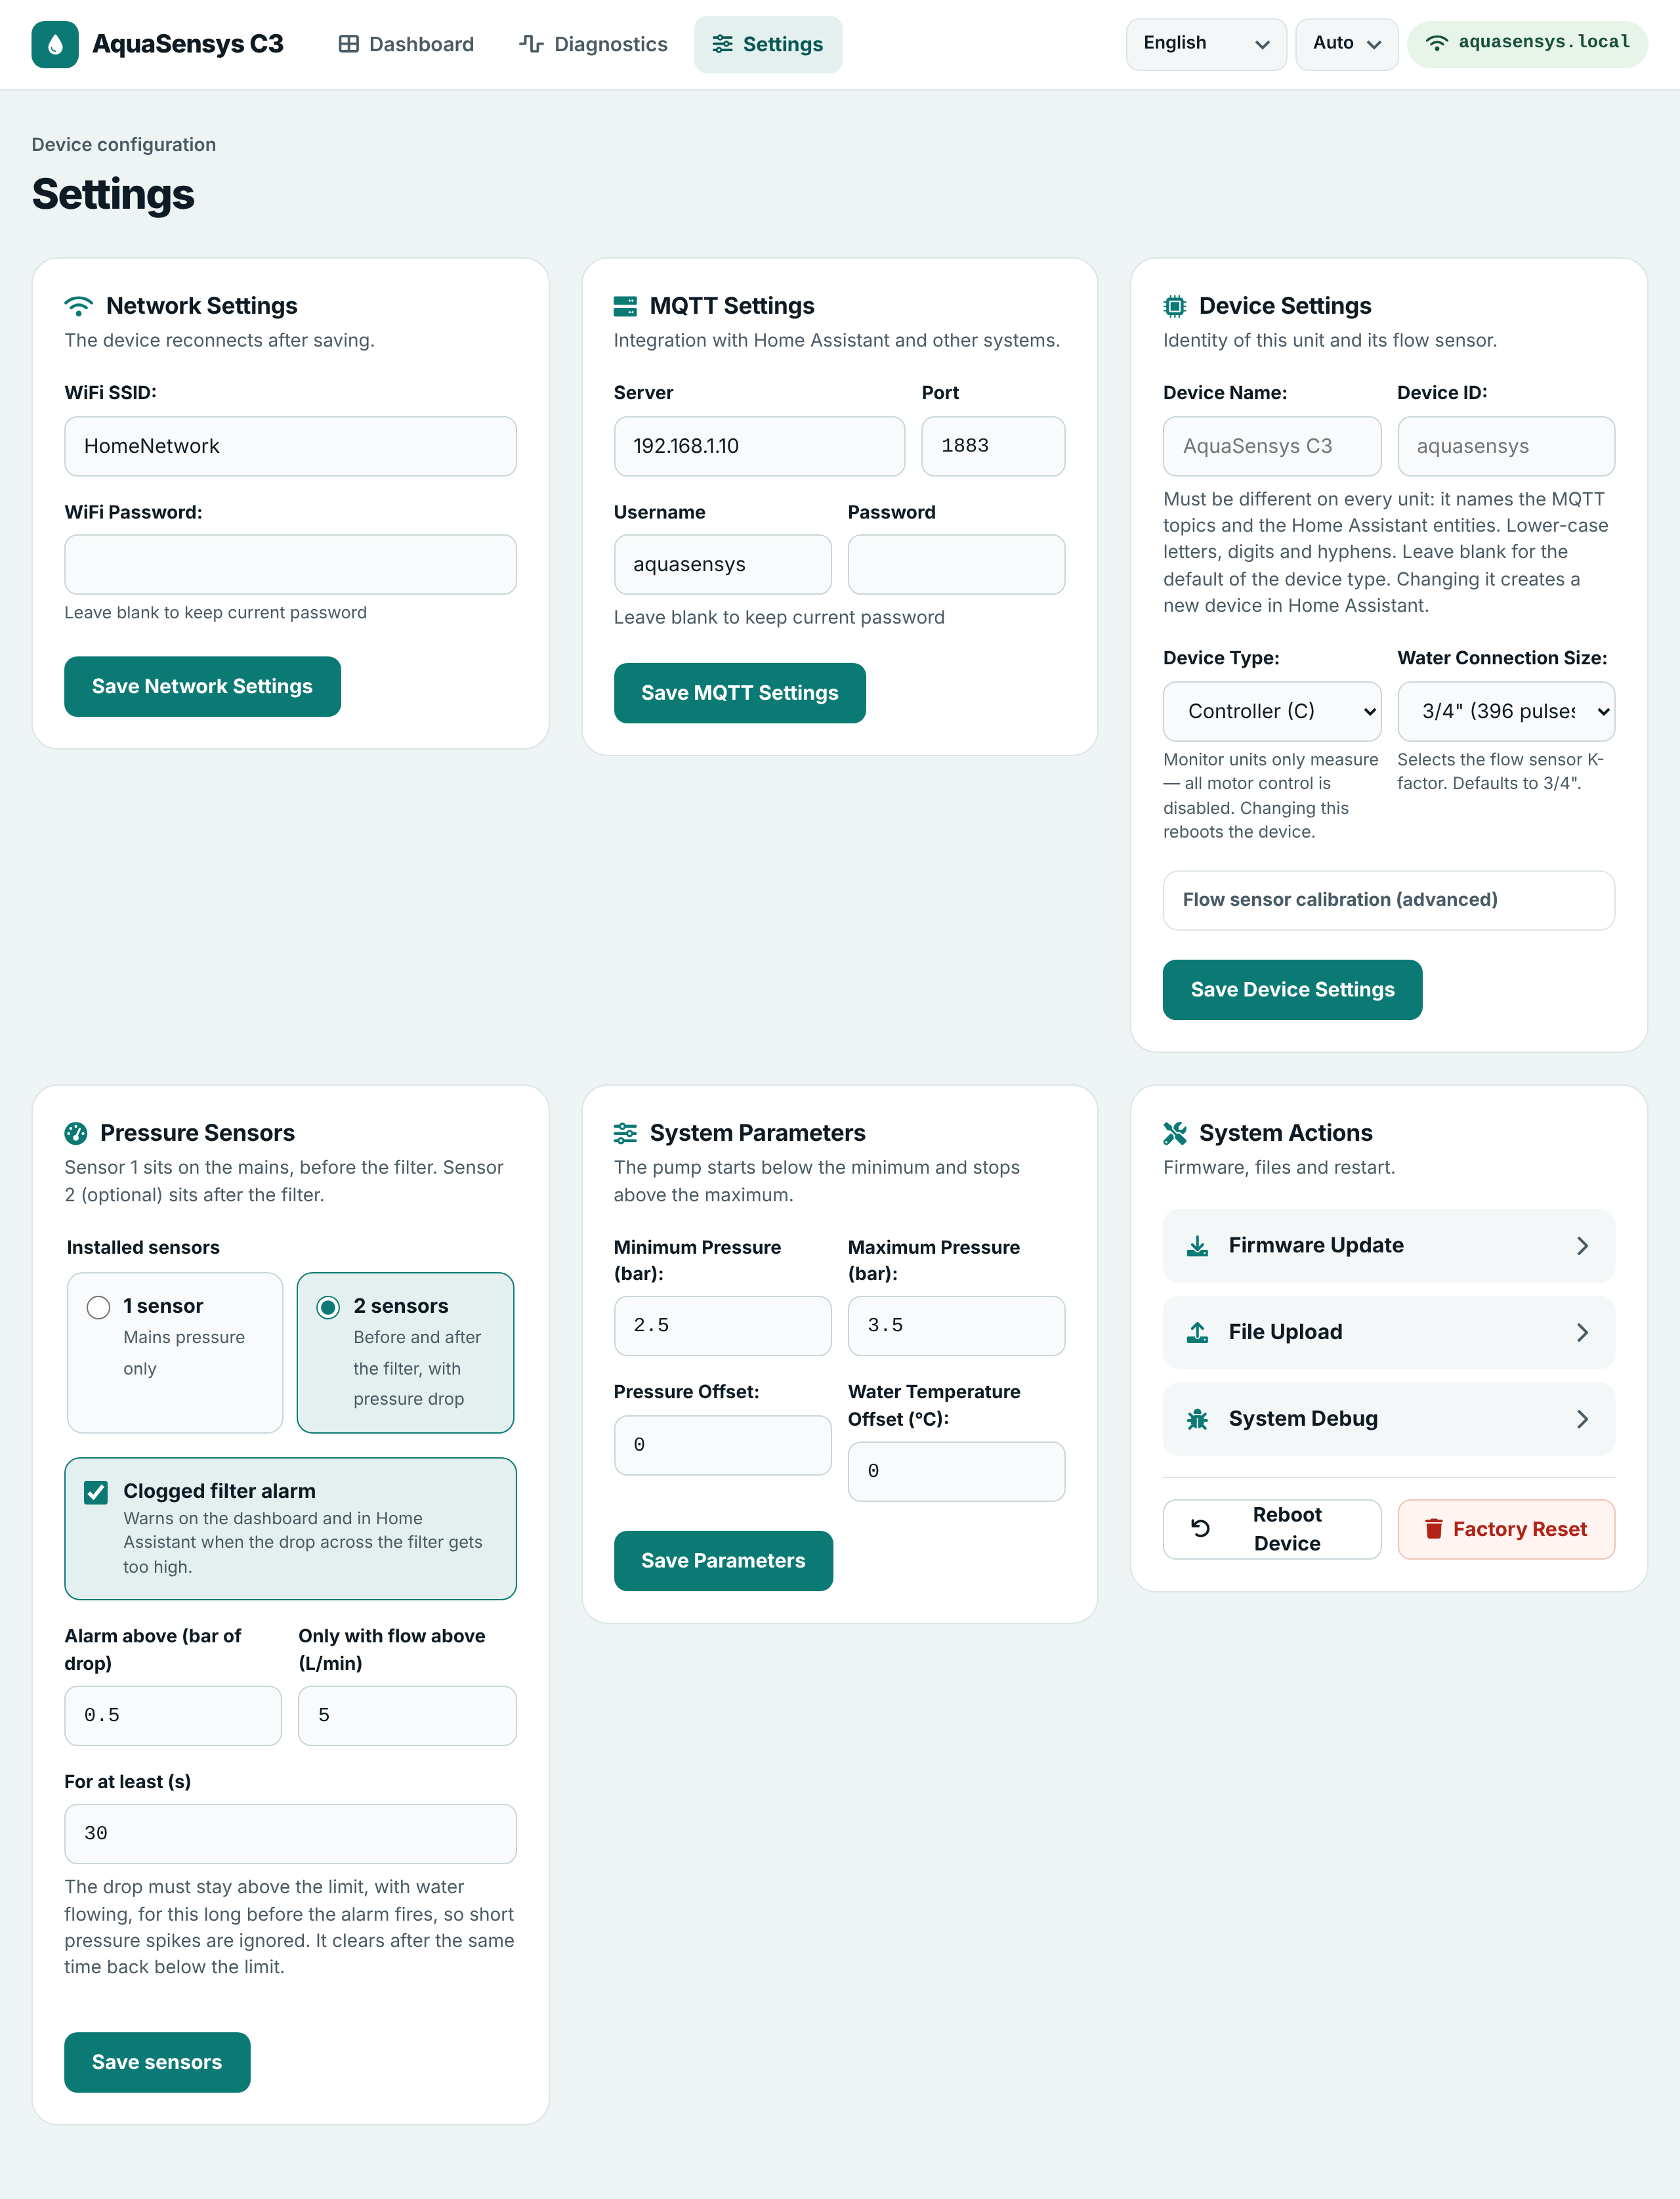 AquaSensys C3
Dashboard
Diagnostics
Settings
English
Auto
aquasensys.local
Device configuration
Settings
Network Settings
The device reconnects after saving.
WiFi SSID:
HomeNetwork
WiFi Password:
Leave blank to keep current password
Save Network Settings
MQTT Settings
Integration with Home Assistant and other systems.
Server
Port
192.168.1.10
1883
Username
Password
aquasensys
Leave blank to keep current password
Save MQTT Settings
Device Settings
Identity of this unit and its flow sensor.
Device Name:
Device ID:
AquaSensys C3
aquasensys
Must be different on every unit: it names the MQTT
topics and the Home Assistant entities. Lower-case
letters, digits and hyphens. Leave blank for the
default of the device type. Changing it creates a
new device in Home Assistant.
Device Type:
Water Connection Size:
Controller (C)
3/4" (396 pulses
Monitor units only measure
— all motor control is
disabled. Changing this
reboots the device.
Selects the flow sensor K-
factor. Defaults to 3/4".
Flow sensor calibration (advanced)
Save Device Settings
Pressure Sensors
Sensor 1 sits on the mains, before the filter. Sensor
2 (optional) sits after the filter.
Installed sensors
1 sensor
Mains pressure
only
2 sensors
Before and after
the filter, with
pressure drop
Clogged filter alarm
Warns on the dashboard and in Home
Assistant when the drop across the filter gets
too high.
Alarm above (bar of
drop)
Only with flow above
(L/min)
0.5
5
For at least (s)
30
The drop must stay above the limit, with water
flowing, for this long before the alarm fires, so short
pressure spikes are ignored. It clears after the same
time back below the limit.
Save sensors
System Parameters
The pump starts below the minimum and stops
above the maximum.
Minimum Pressure
(bar):
Maximum Pressure
(bar):
2.5
3.5
Pressure Offset:
Water Temperature
Offset (°C):
0
0
Save Parameters
System Actions
Firmware, files and restart.
Firmware Update
File Upload
System Debug
Reboot
Device
Factory Reset